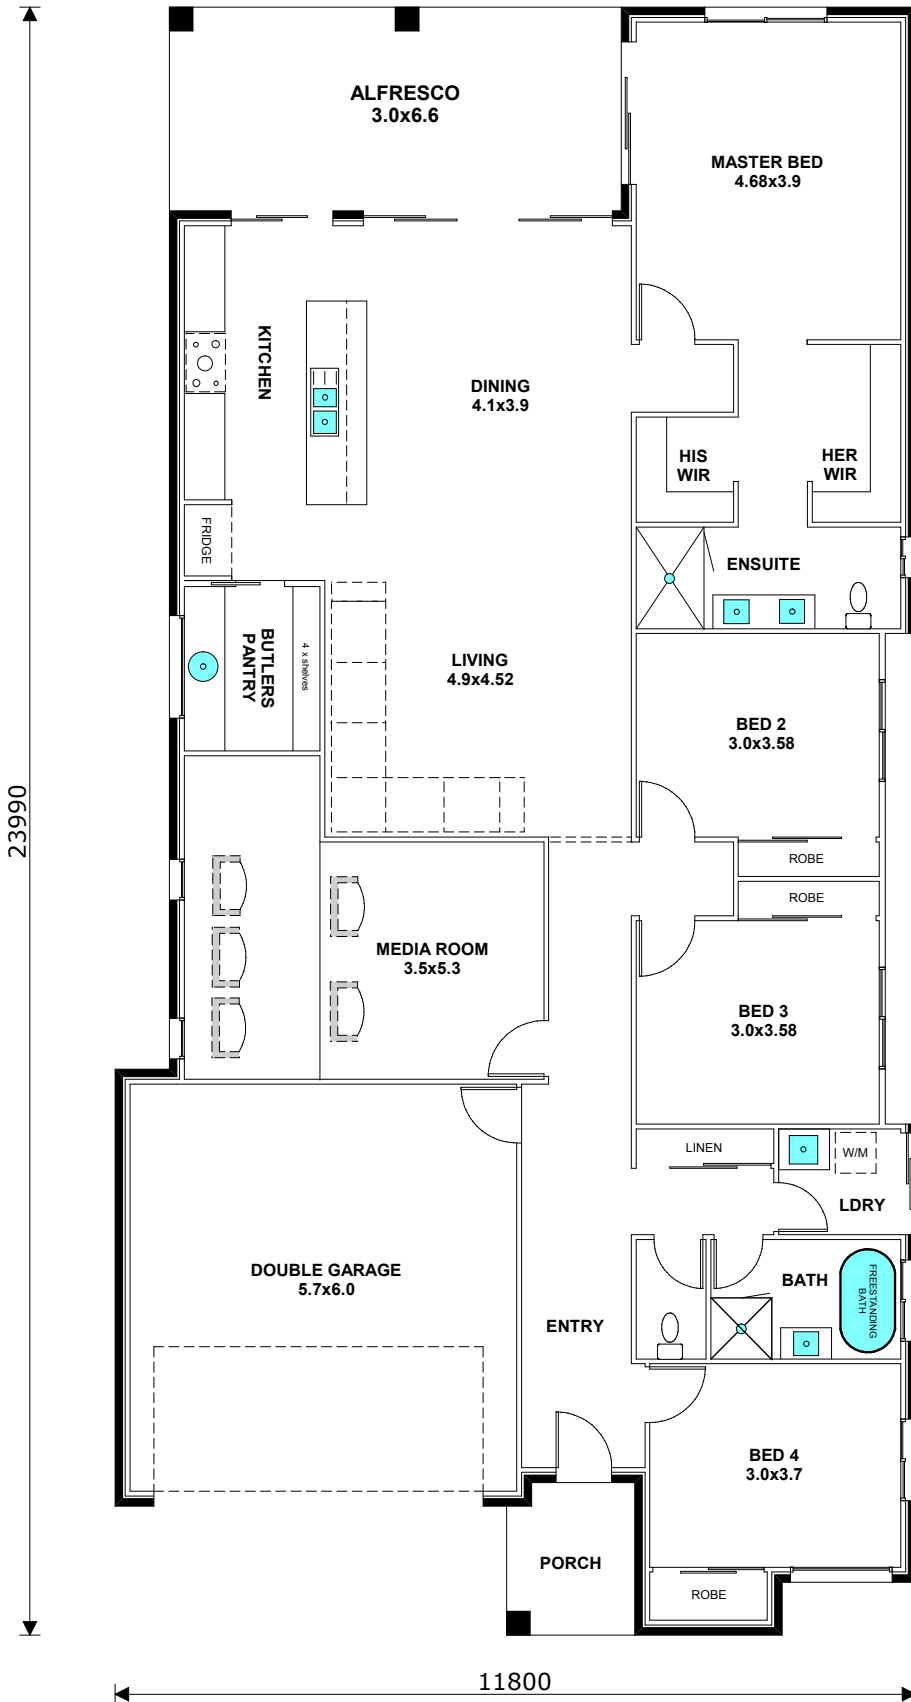 ALFRESCO
3.0x6.6
MASTER BED
4.68x3.9
KITCHEN
DINING
4.1x3.9
HIS
WIR
HER
WIR
FRIDGE
ENSUITE
BUTLERS
PANTRY
4 x shelves
LIVING
4.9x4.52
BED 2
3.0x3.58
ROBE
23990
ROBE
MEDIA ROOM
3.5x5.3
BED 3
3.0x3.58
LINEN
W/M
LDRY
DOUBLE GARAGE
5.7x6.0
BATH
FREESTANDING
BATH
ENTRY
BED 4
3.0x3.7
PORCH
ROBE
11800